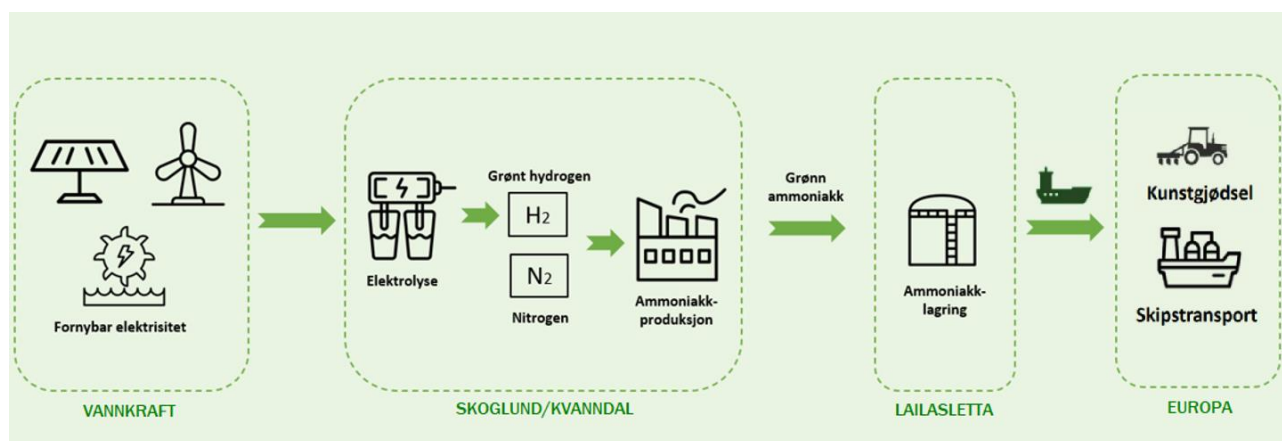 Fornybar elektrisitet
VANNKRAFT
Elektrolyse
Grønt hydrogen
H2
N2
Nitrogen
Ammoniakk-
produksjon
SKOGLUND/KVANNDAL
Grønn
ammoniakk
Ammoniakk-
lagring
LAILASLETTA
Kunstgjødsel
Skipstransport
EUROPA